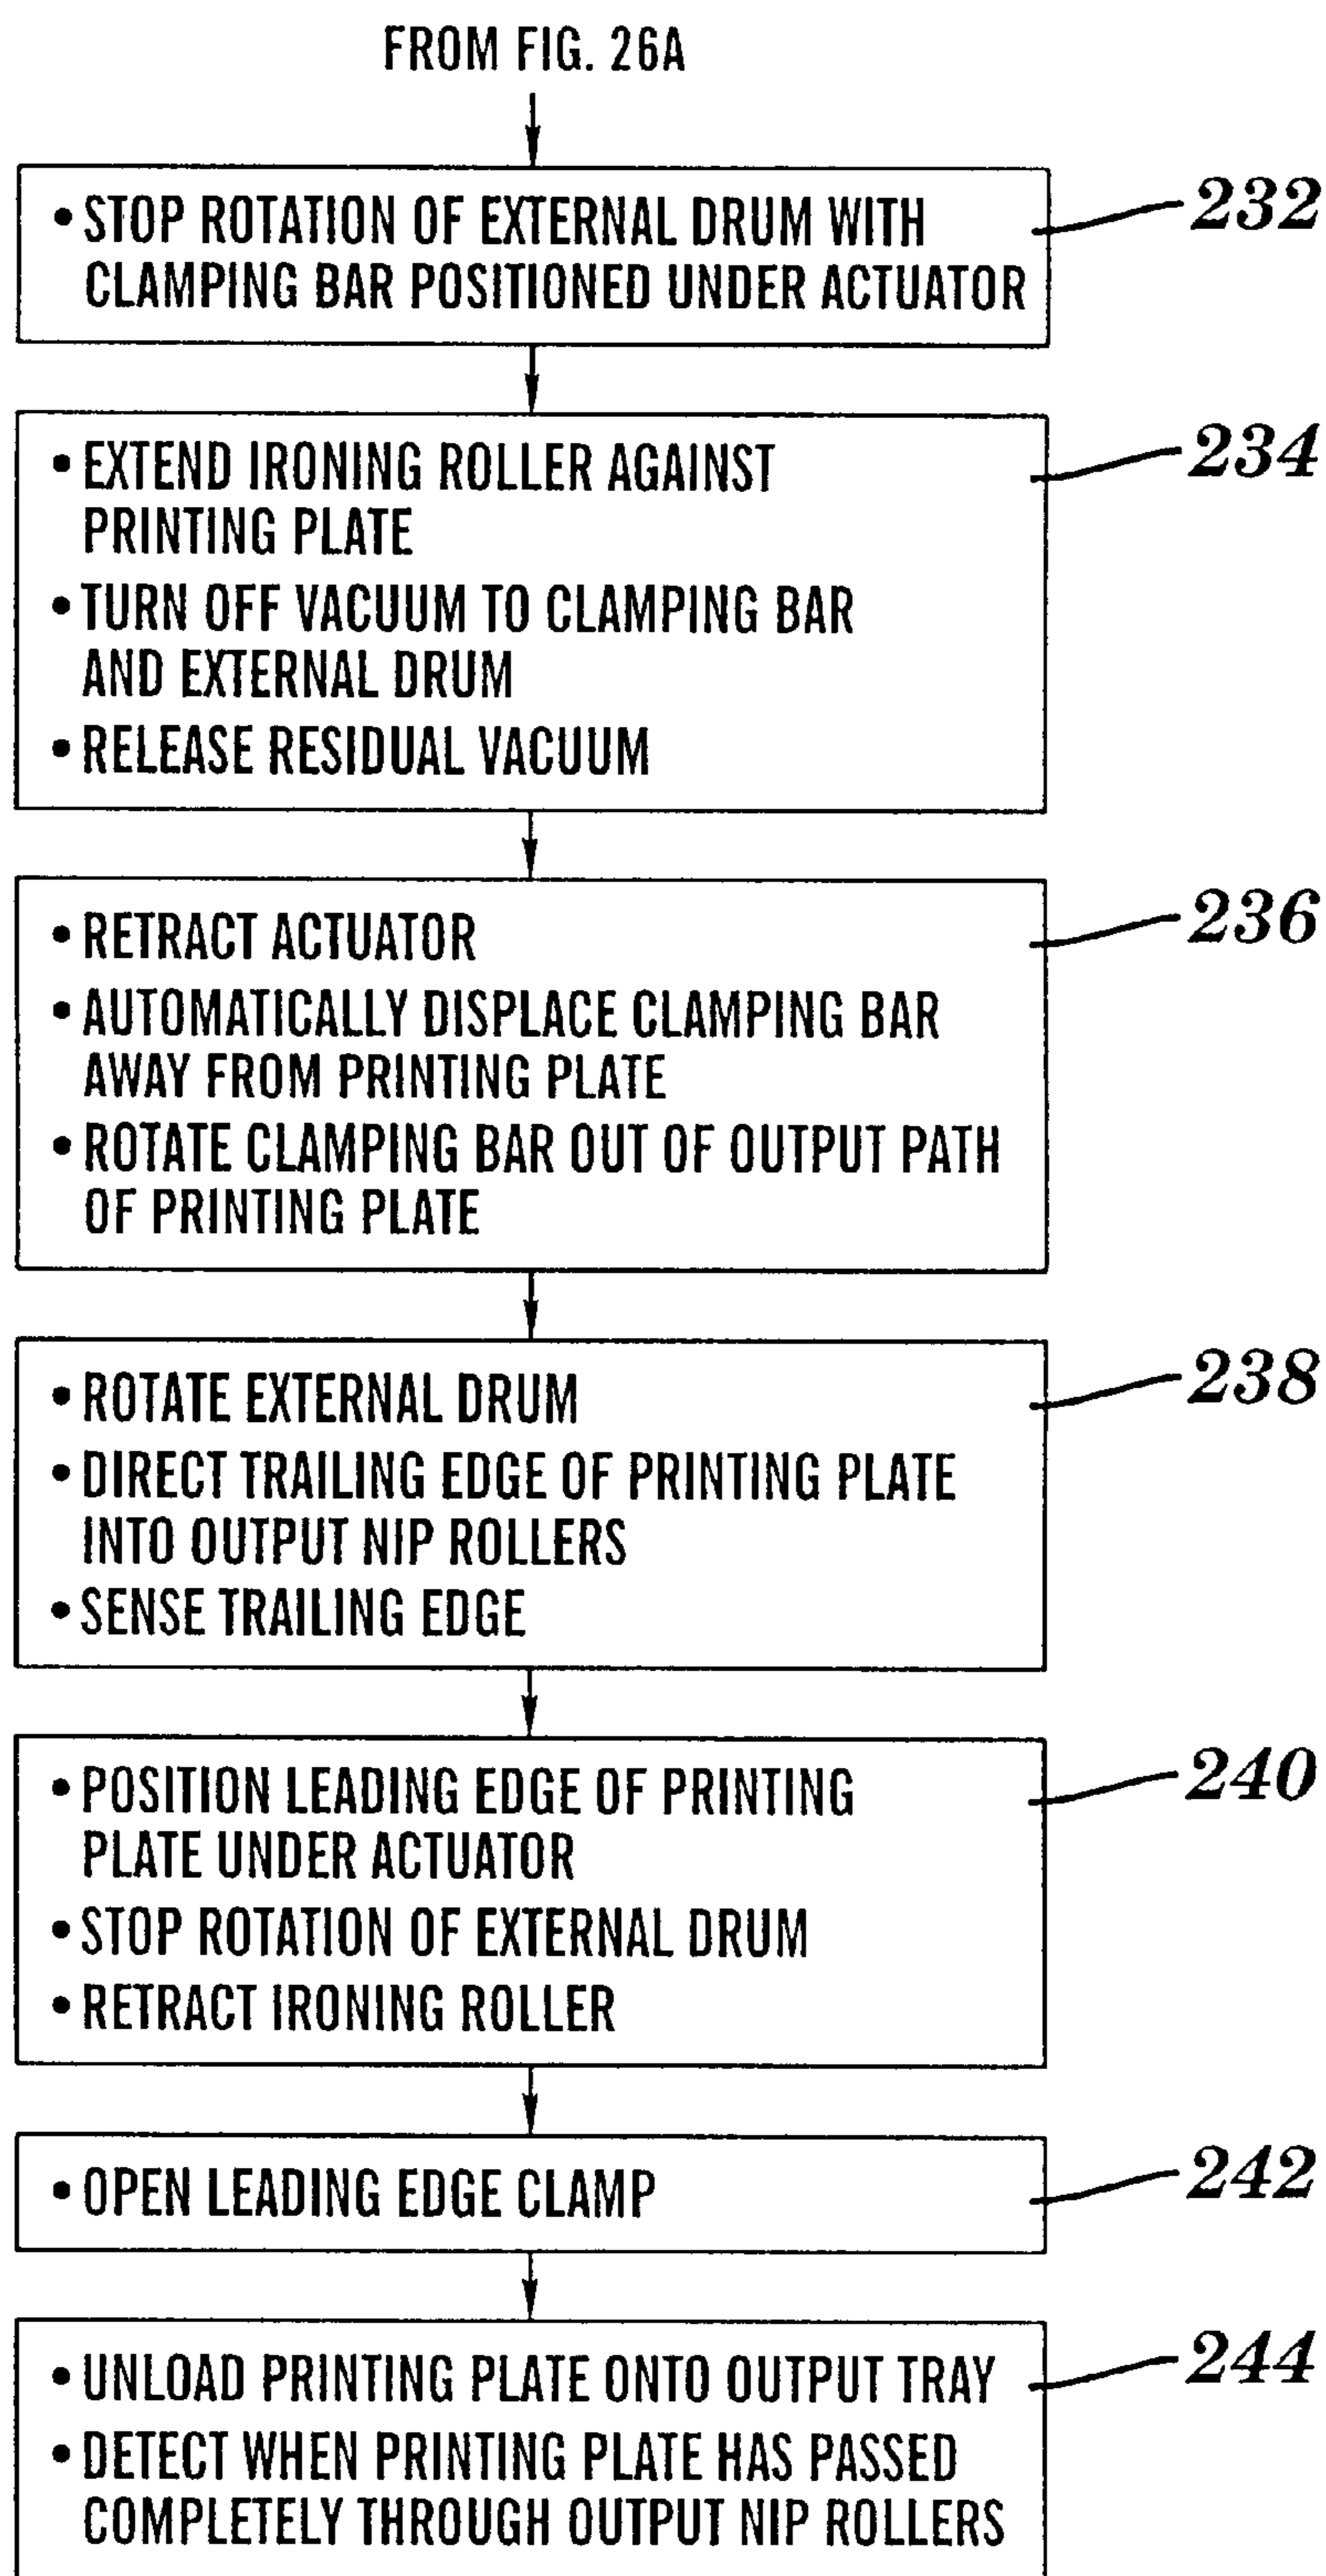 FROM FIG. 26A
• STOP ROTATION OF EXTERNAL DRUM WITH
CLAMPING BAR POSITIONED UNDER ACTUATOR
232
• EXTEND IRONING ROLLER AGAINST
PRINTING PLATE
• TURN OFF VACUUM TO CLAMPING BAR
AND EXTERNAL DRUM
• RELEASE RESIDUAL VACUUM
234
• RETRACT ACTUATOR
• AUTOMATICALLY DISPLACE CLAMPING BAR
AWAY FROM PRINTING PLATE
• ROTATE CLAMPING BAR OUT OF OUTPUT PATH
OF PRINTING PLATE
236
• ROTATE EXTERNAL DRUM
• DIRECT TRAILING EDGE OF PRINTING PLATE
INTO OUTPUT NIP ROLLERS
• SENSE TRAILING EDGE
238
• POSITION LEADING EDGE OF PRINTING
PLATE UNDER ACTUATOR
• STOP ROTATION OF EXTERNAL DRUM
• RETRACT IRONING ROLLER
240
• OPEN LEADING EDGE CLAMP
242
• UNLOAD PRINTING PLATE ONTO OUTPUT TRAY
• DETECT WHEN PRINTING PLATE HAS PASSED
COMPLETELY THROUGH OUTPUT NIP ROLLERS
244